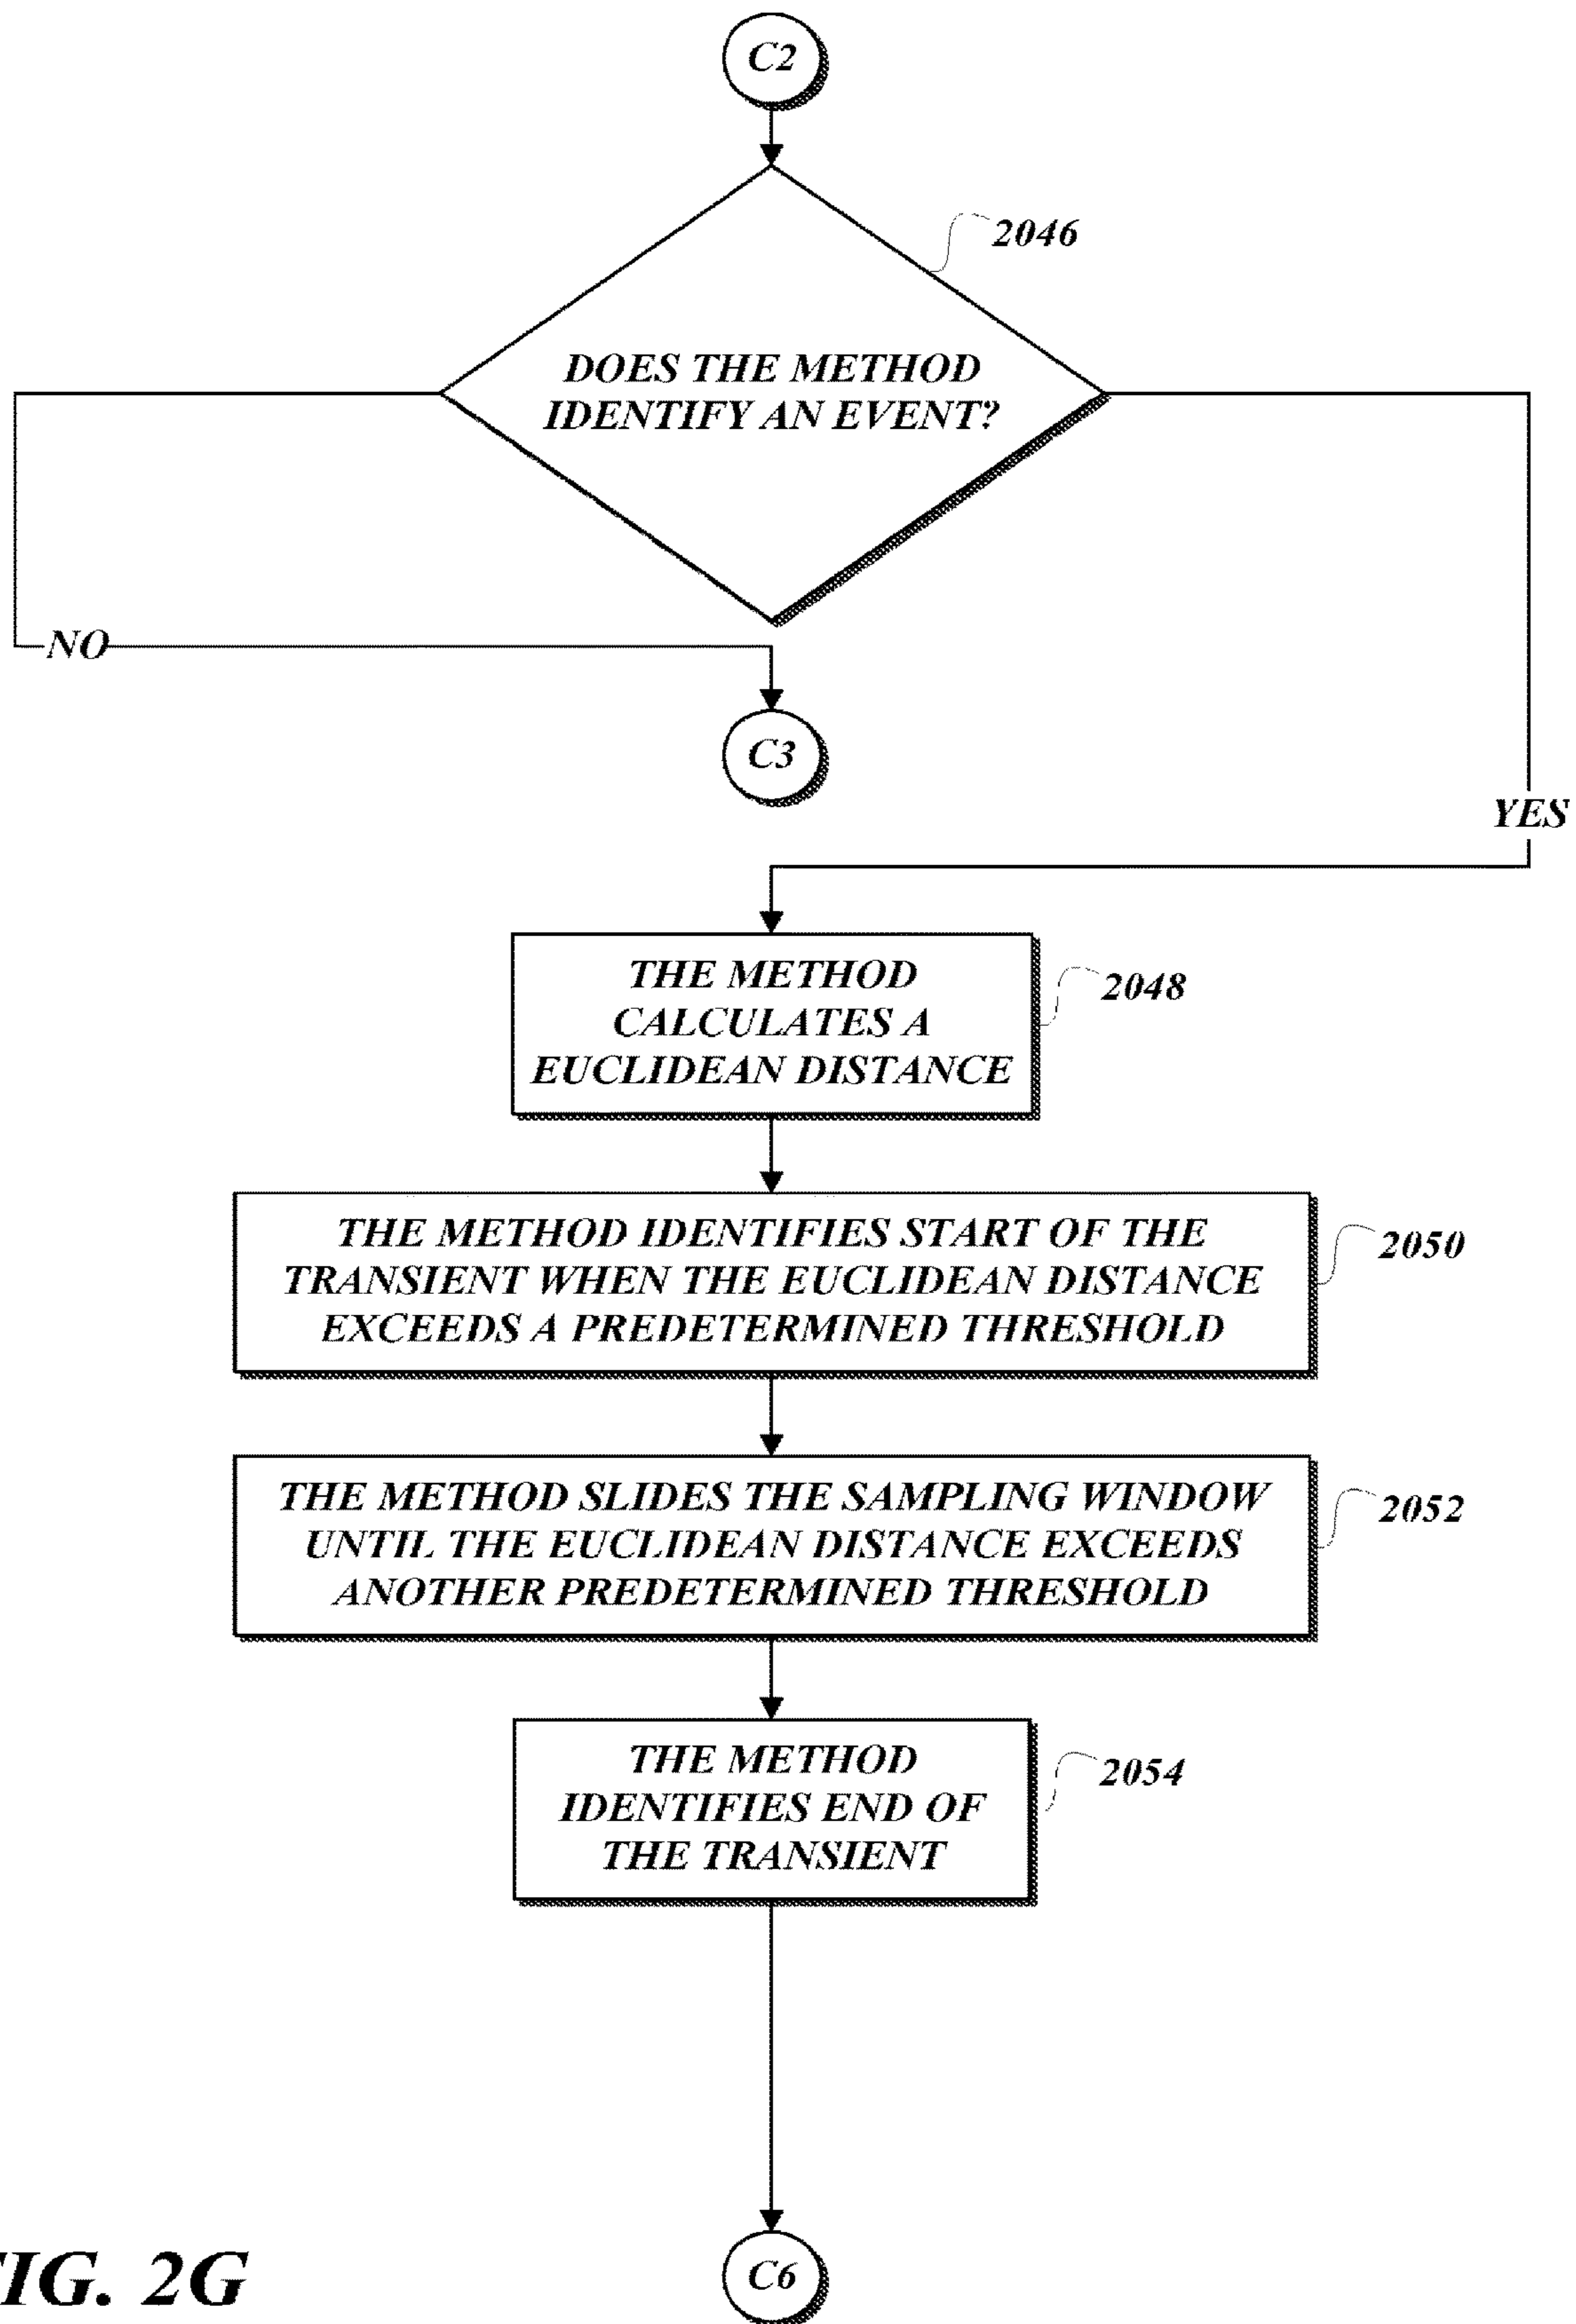 C2
2046
DOES THE METHOD
IDENTIFY AN EVENT?
NO
C3
YES
THE METHOD
CALCULATES A
EUCLIDEAN DISTANCE
2048
THE METHOD IDENTIFIES START OF THE
TRANSIENT WHEN THE EUCLIDEAN DISTANCE
EXCEEDS A PREDETERMINED THRESHOLD
2050
THE METHOD SLIDES THE SAMPLING WINDOW
UNTIL THE EUCLIDEAN DISTANCE EXCEEDS
ANOTHER PREDETERMINED THRESHOLD
2052
THE METHOD
IDENTIFIES END OF
THE TRANSIENT
2054
C6
IG. 2G